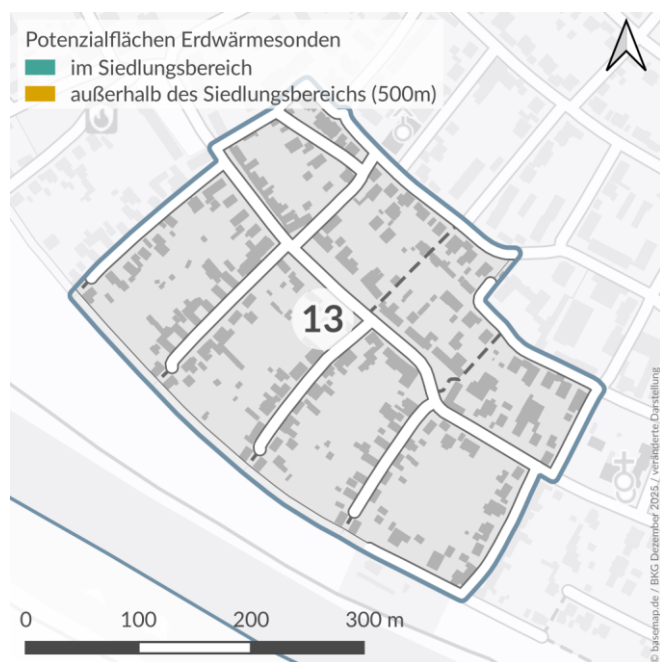 Potenzialflächen Erdwärmesonden
im Siedlungsbereich
außerhalb des Siedlungsbereichs (500m)
13
0 100 200 300 m
© basemap.de / BKG Dezember 2025 / veränderte Darstellung